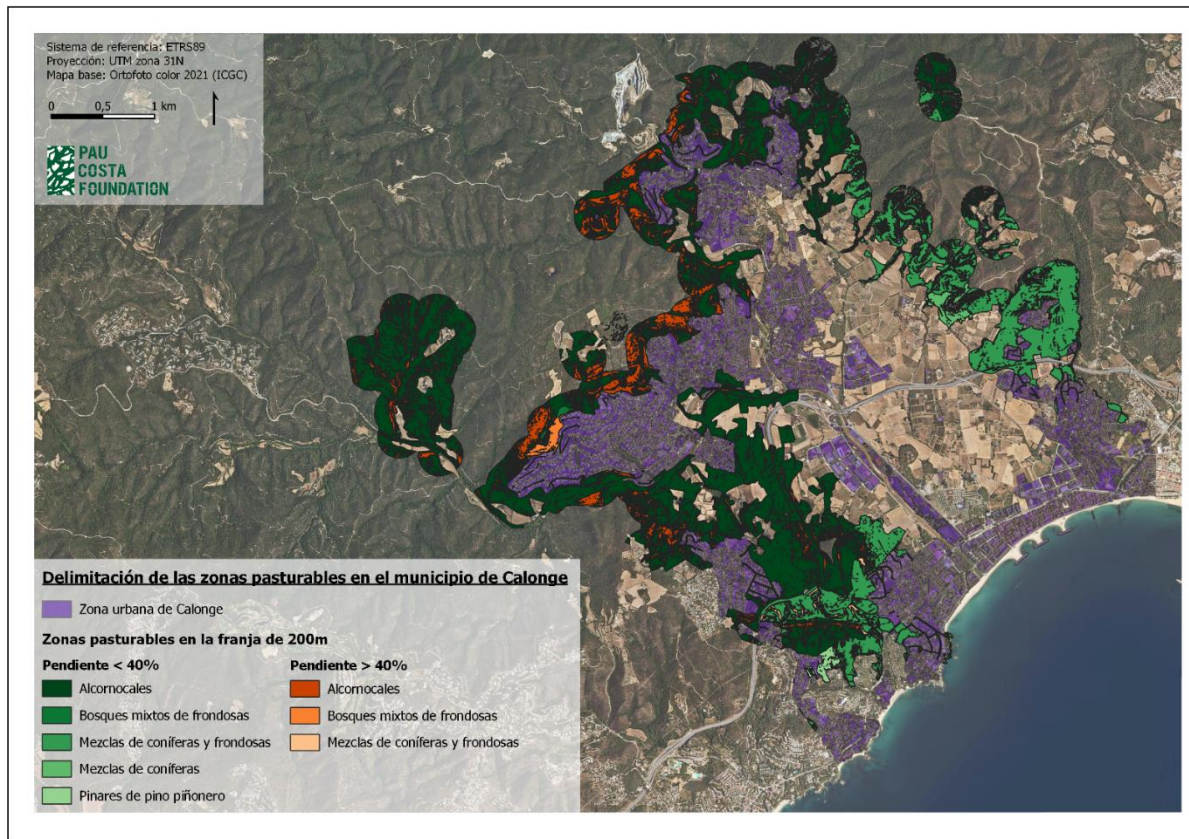 Sistema de referencia: ETRS89
Proyección: UTM zona 31N
Mapa base: Ortofoto color 2021 (ICGC)
0 0,5 1 km
PAU
COSTA
FOUNDATION
Delimitación de las zonas pasturables en el municipio de Calonge
Zona urbana de Calonge
Zonas pasturables en la franja de 200m
Pendiente < 40%
Alcornocales
Bosques mixtos de frondosas
Mezclas de coníferas y frondosas
Mezclas de coníferas
Pinares de pino piñonero
Pendiente > 40%
Alcornocales
Bosques mixtos de frondosas
Mezclas de coníferas y frondosas